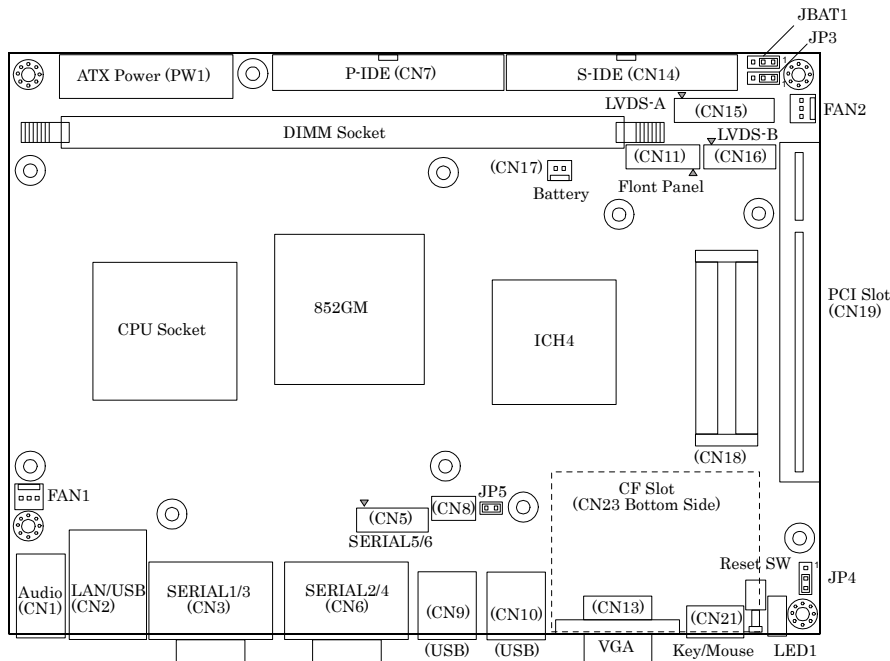 JBAT1
JP3
ATX Power (PW1)
P-IDE (CN7)
S-IDE (CN14)
1
1
LVDS-A
(CN15)
FAN2
DIMM Socket
LVDS-B
(CN17)
(CN11)
(CN16)
Battery
Flont Panel
PCI Slot
(CN19)
852GM
CPU Socket
ICH4
(CN18)
FAN1
JP5
CF Slot
(CN23 Bottom Side)
(CN5)
(CN8)
SERIAL5/6
Reset SW
1
JP4
Audio
(CN1)
LAN/USB
(CN2)
SERIAL1/3
(CN3)
SERIAL2/4
(CN6)
(CN9)
(CN10)
(CN13)
(CN21)
(USB)
(USB)
VGA
Key/Mouse
LED1